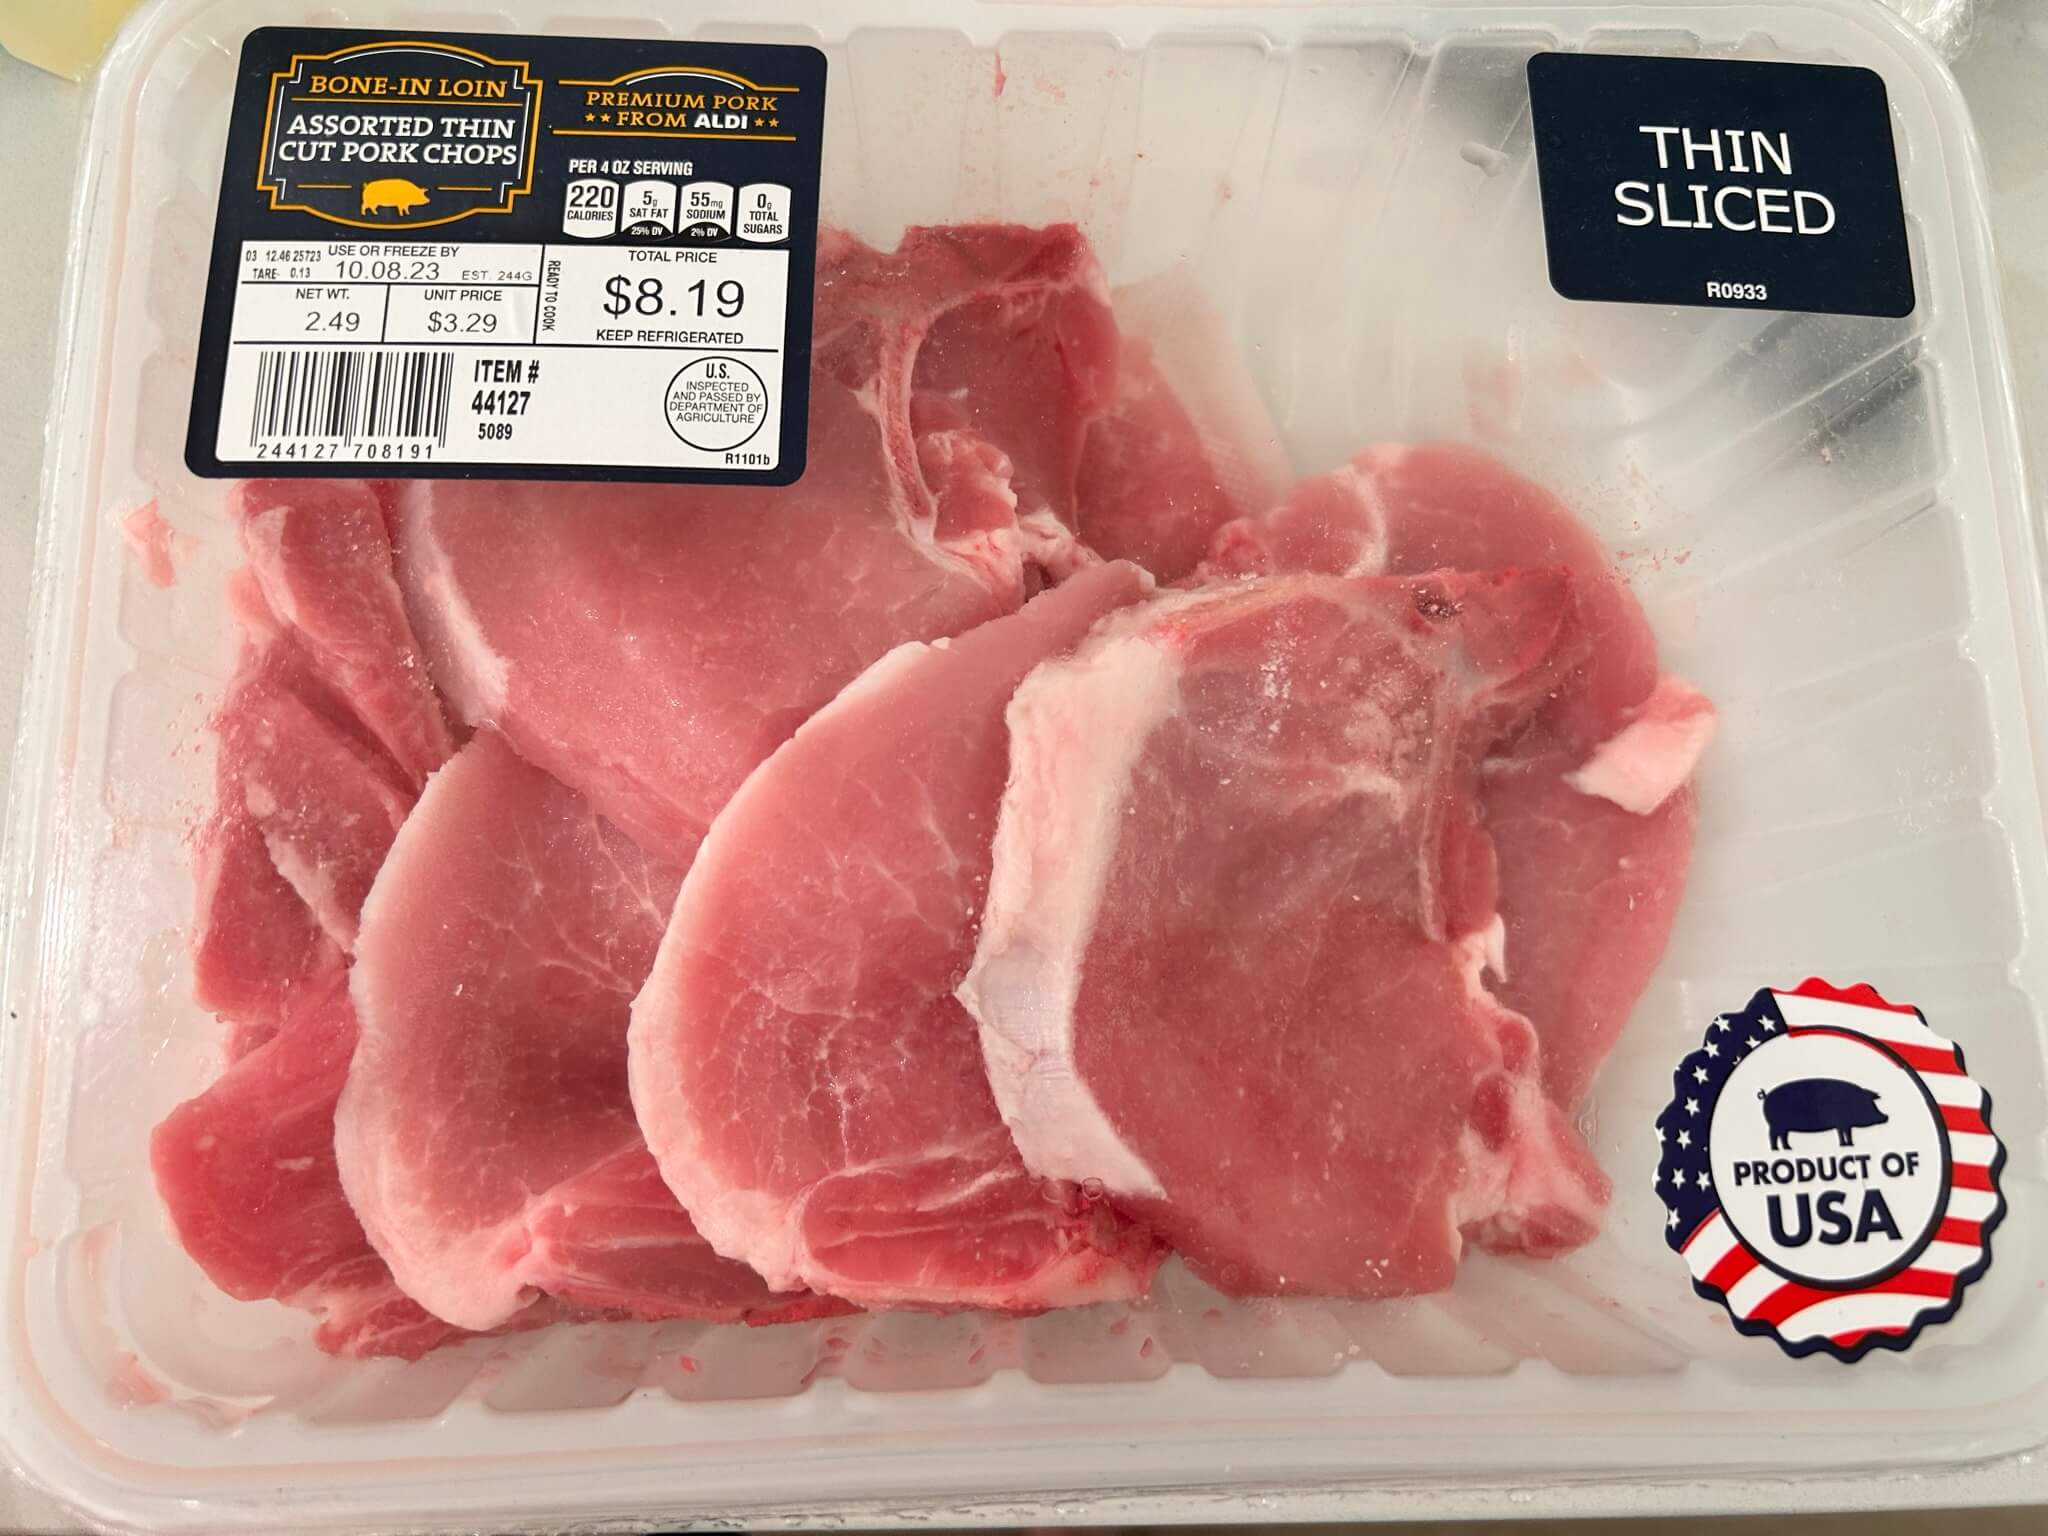 BONE-IN LOIN
ASSORTED THIN
CUT PORK CHOPS
PREMIUM PORK
★★ FROM ALDI ★★
PER 4 OZ SERVING
220 CALORIES
5g SAT FAT 25% DV
55mg SODIUM 2% DV
0g TOTAL SUGARS
03 12.46 25723 USE OR FREEZE BY
TARE- 0.13 10.08.23 EST. 244G
NET WT.
2.49
UNIT PRICE
$3.29
READY TO COOK
TOTAL PRICE
$8.19
KEEP REFRIGERATED
2 44127 70819 1
ITEM #
44127
5089
U.S.
INSPECTED
AND PASSED BY
DEPARTMENT OF
AGRICULTURE
R1101b
THIN
SLICED
R0933
PRODUCT OF
USA